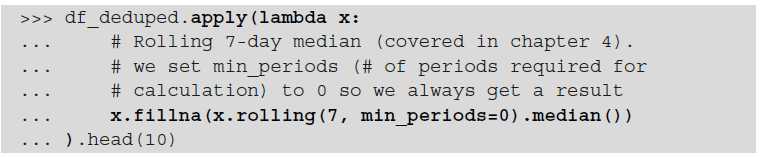 >>> df_deduped.apply(lambda x:
...     # Rolling 7-day median (covered in chapter 4).
...     # we set min_periods (# of periods required for
...     # calculation) to 0 so we always get a result
...     x.fillna(x.rolling(7, min_periods=0).median())
... ).head(10)